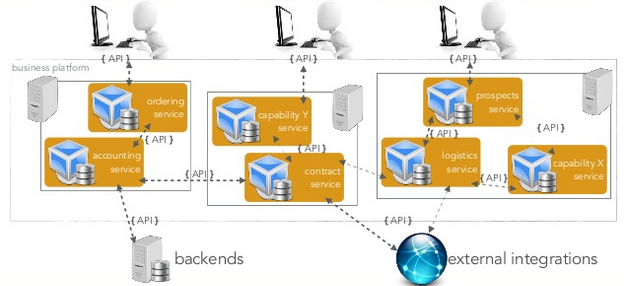 { API }
{ API }
{ API }
business platform
ordering
service
prospects
service
capability Y
service
{ API }
{ API }
{ API }
accounting
service
{ API }
logistics
service
capability X
service
{ API }
contract
service
{ API }
{ API }
{ API }
backends
external integrations